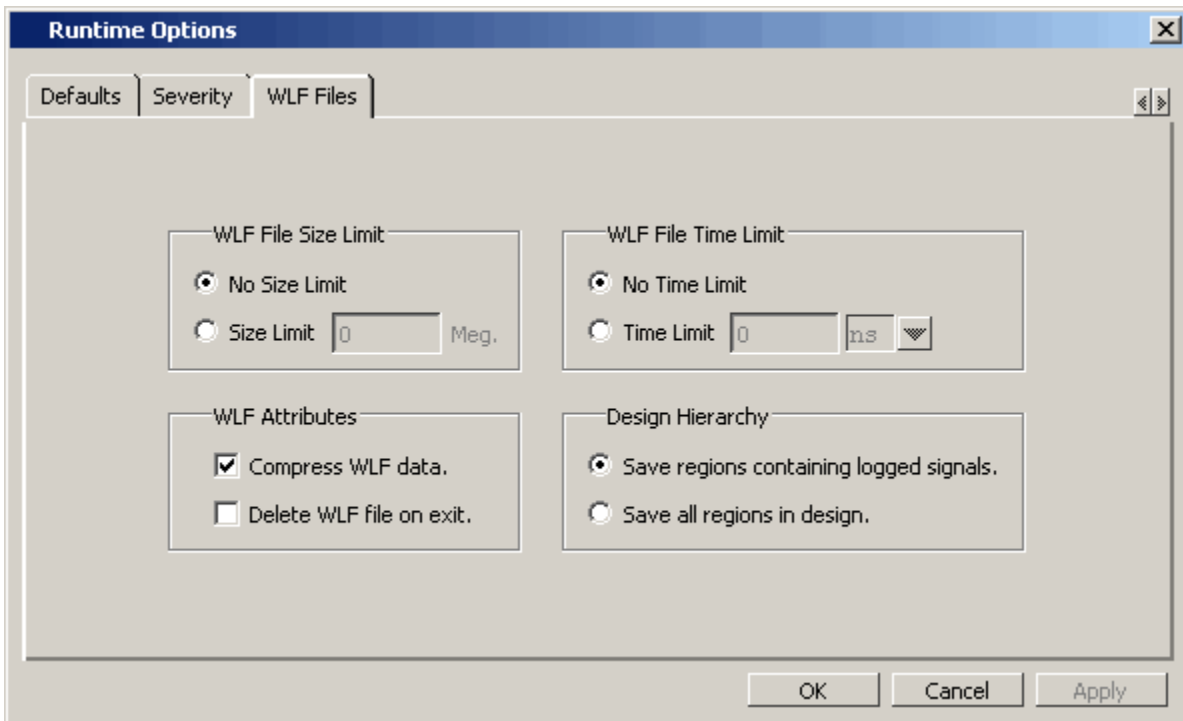 Runtime Options
Defaults Severity WLF Files
WLF File Size Limit
No Size Limit
Size Limit 0 Meg.
WLF File Time Limit
No Time Limit
Time Limit 0 ns
WLF Attributes
Compress WLF data.
Delete WLF file on exit.
Design Hierarchy
Save regions containing logged signals.
Save all regions in design.
OK Cancel Apply